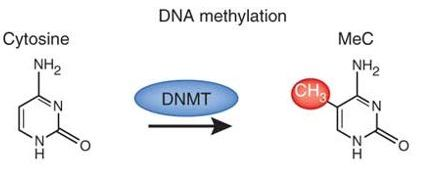 DNA methylation
Cytosine
MeC
NH2
NH2
CH3
DNMT
N
N
N
H
O
N
H
O